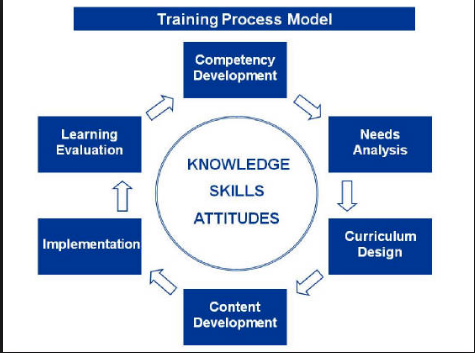 Training Process Model
Competency
Development
Needs
Analysis
Curriculum
Design
Content
Development
Implementation
Learning
Evaluation
KNOWLEDGE
SKILLS
ATTITUDES